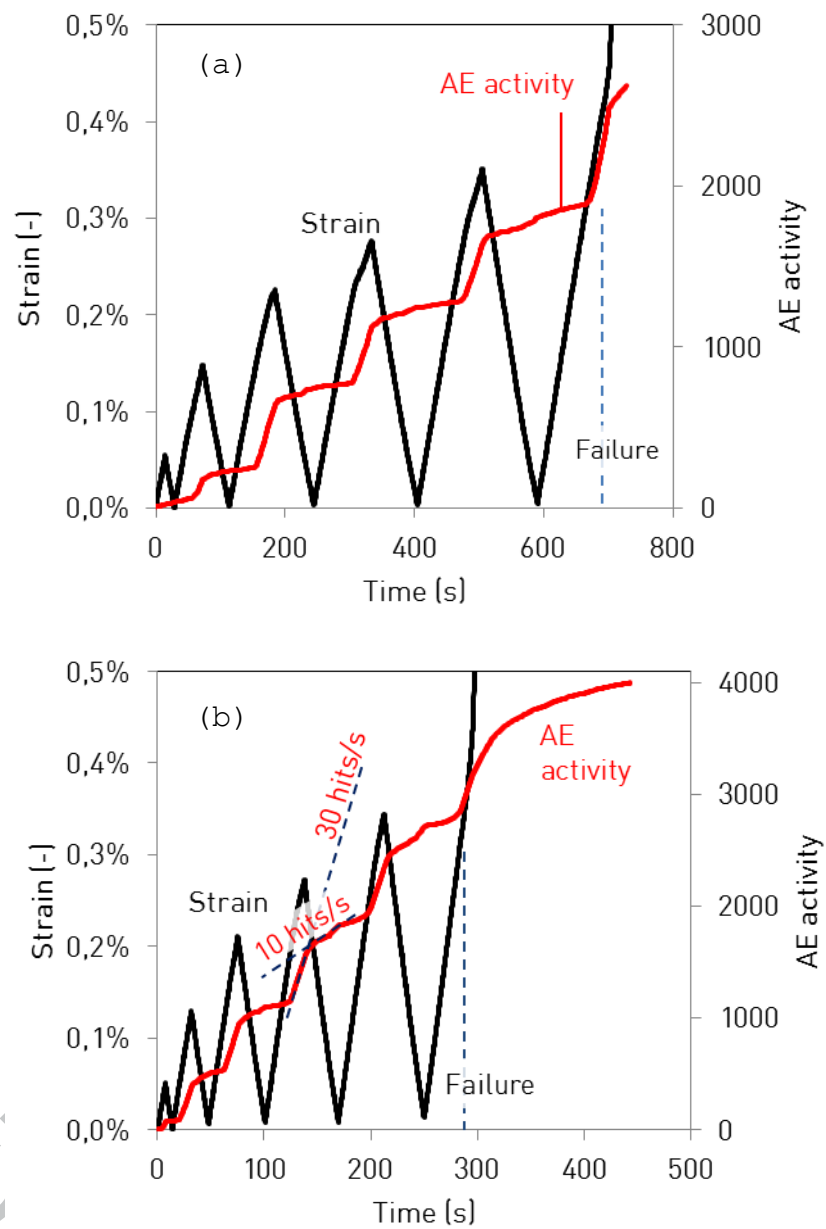 (a)
AE activity
Strain
Failure
0,5%
0,4%
0,3%
0,2%
0,1%
0,0%
Strain (-)
3000
2000
1000
0
AE activity
0
200
400
600
800
Time (s)
(b)
30 hits/s
10 hits/s
AE
activity
Strain
Failure
0,5%
0,4%
0,3%
0,2%
0,1%
0,0%
Strain (-)
4000
3000
2000
1000
0
AE activity
0
100
200
300
400
500
Time (s)